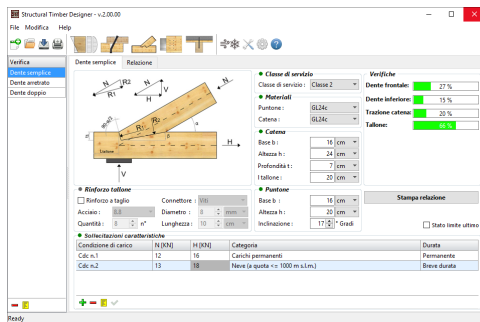 Structural Timber Designer - v.2.00.00
File Modifica Help
Verifica
Dente semplice
Dente arretrato
Dente doppio
Dente semplice Relazione
N R2 R1
N V H
N
R1 R2
H
V
Classe di servizio
Classe di servizio : Classe 2
Materiali
Puntone : GL24c
Catena : GL24c
Catena
Base b : 16 cm
Altezza h : 24 cm
Profondità t : 7 cm
l tallone : 20 cm
Verifiche
Dente frontale: 27 %
Dente inferiore: 15 %
Trazione catena: 20 %
Tallone: 66 %
Rinforzo tallone
Rinforzo a taglio Connettore : Viti
Acciaio : 8.8 Diametro : 8 mm
Quantità : 8 n° Lunghezza : 10 cm
Puntone
Base b : 16 cm
Altezza h : 20 cm
Inclinazione : 17 ° Gradi
Stampa relazione
Stato limite ultimo
Sollecitazioni caratteristiche
Condizione di carico N [KN] H [KN] Categoria Durata
Cdc n.1 12 16 Carichi permanenti Permanente
Cdc n.2 13 18 Neve (a quota <= 1000 m s.l.m.) Breve durata
Ready